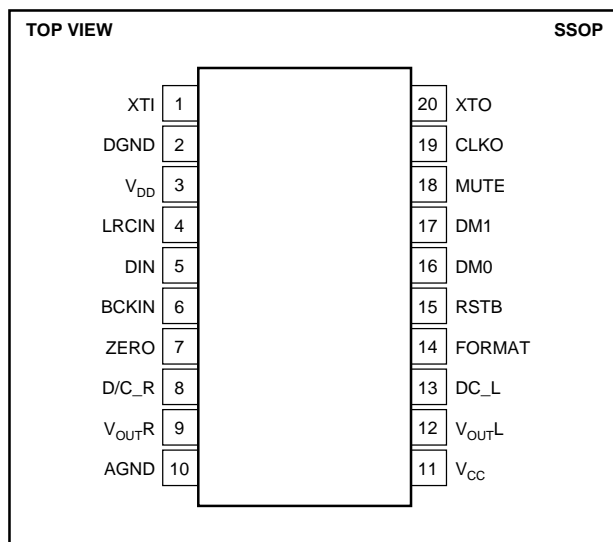 TOP VIEW SSOP
XTI 1 20 XTO
DGND 2 19 CLKO
VDD 3 18 MUTE
LRCIN 4 17 DM1
DIN 5 16 DM0
BCKIN 6 15 RSTB
ZERO 7 14 FORMAT
D/C_R 8 13 DC_L
VOUTR 9 12 VOUTL
AGND 10 11 VCC